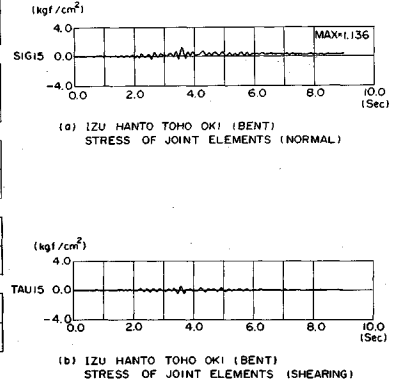 (kgf/cm²)
4.0
MAX=1.136
SIG15 0.0
-4.0
0.0 2.0 4.0 6.0 8.0 10.0
(Sec)
(a) IZU HANTO TOHO OKI (BENT)
STRESS OF JOINT ELEMENTS (NORMAL)
(kgf/cm²)
4.0
TAU15 0.0
-4.0
0.0 2.0 4.0 6.0 8.0 10.0
(Sec)
(b) IZU HANTO TOHO OKI (BENT)
STRESS OF JOINT ELEMENTS (SHEARING)